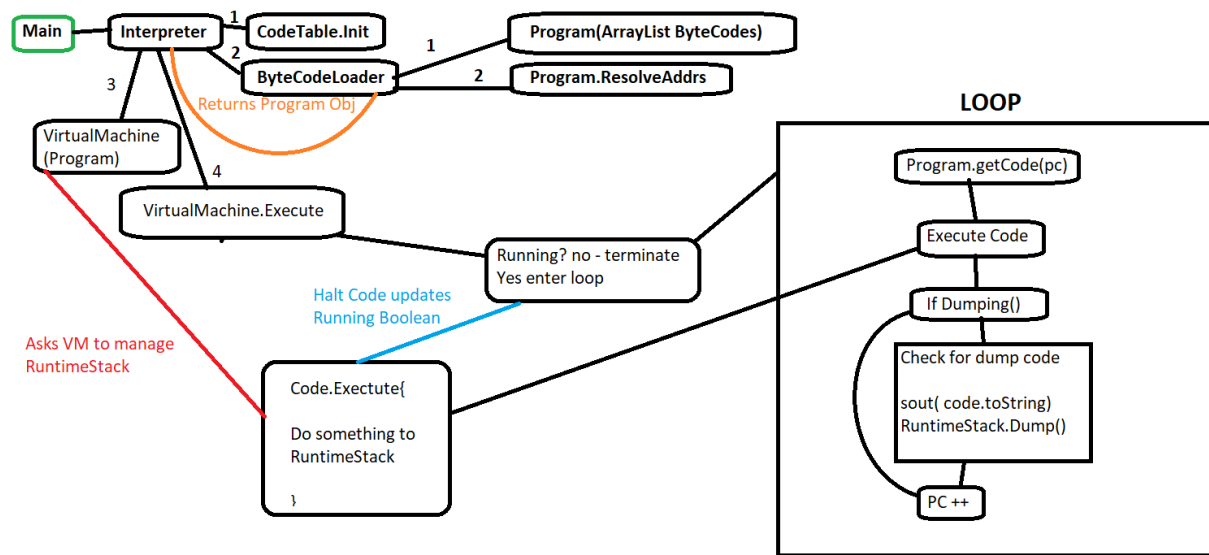 Main
Interpreter
1
CodeTable.Init
2
ByteCodeLoader
1
Program(ArrayList ByteCodes)
2
Program.ResolveAddrs
Returns Program Obj
3
VirtualMachine
(Program)
4
VirtualMachine.Execute
Running? no - terminate
Yes enter loop
Halt Code updates
Running Boolean
Asks VM to manage
RuntimeStack
Code.Exectute{
Do something to
RuntimeStack
}
LOOP
Program.getCode(pc)
Execute Code
If Dumping()
Check for dump code
sout( code.toString)
RuntimeStack.Dump()
PC ++